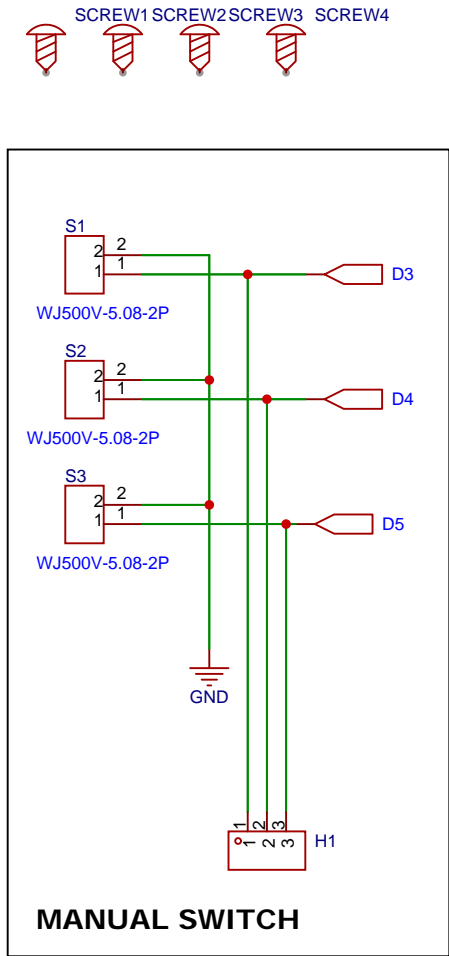 SCREW1 SCREW2 SCREW3 SCREW4
S1
2 2
1 1
D3
WJ500V-5.08-2P
S2
2 2
1 1
D4
WJ500V-5.08-2P
S3
2 2
1 1
D5
WJ500V-5.08-2P
GND
1 2 3
1 2 3
H1
MANUAL SWITCH